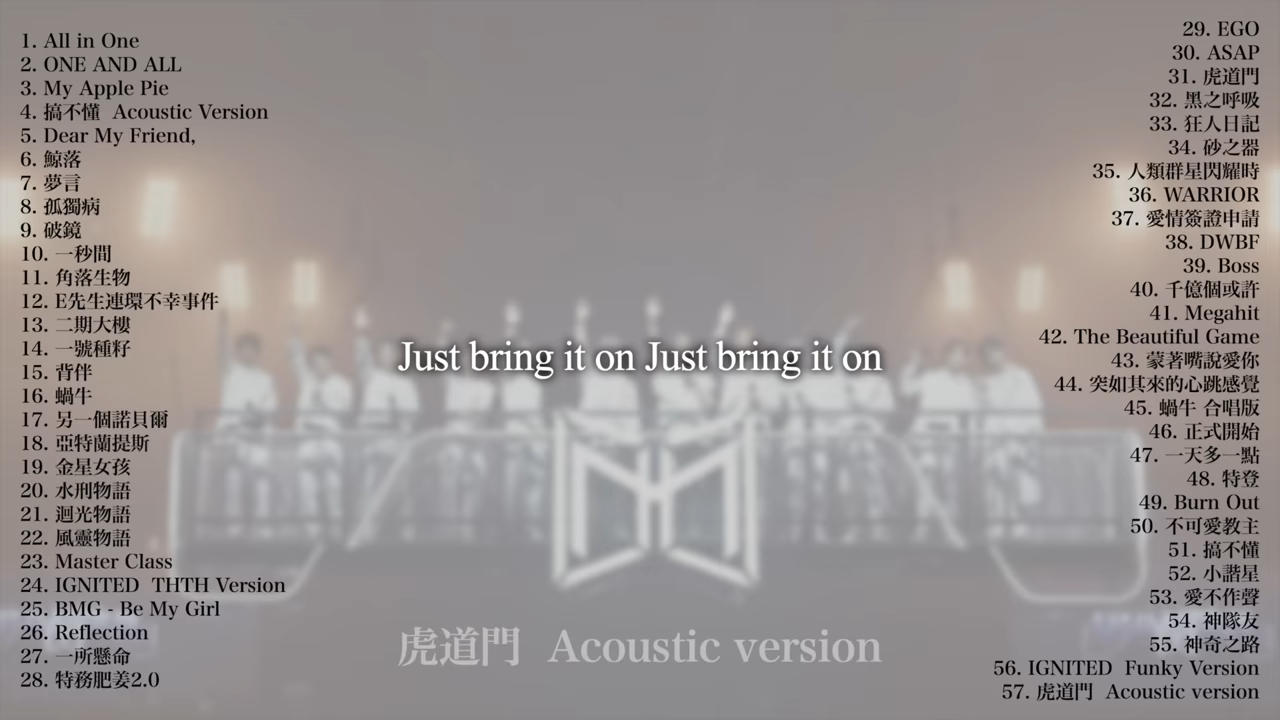 1. All in One
2. ONE AND ALL
3. My Apple Pie
4. 搞不懂 Acoustic Version
5. Dear My Friend,
6. 鯨落
7. 夢言
8. 孤獨病
9. 破鏡
10. 一秒間
11. 角落生物
12. E先生連環不幸事件
13. 二期大樓
14. 一號種籽
15. 背伴
16. 蝸牛
17. 另一個諾貝爾
18. 亞特蘭提斯
19. 金星女孩
20. 水刑物語
21. 迴光物語
22. 風靈物語
23. Master Class
24. IGNITED THTH Version
25. BMG - Be My Girl
26. Reflection
27. 一所懸命
28. 特務肥姜2.0
Just bring it on Just bring it on
虎道門 Acoustic version
29. EGO
30. ASAP
31. 虎道門
32. 黑之呼吸
33. 狂人日記
34. 砂之器
35. 人類群星閃耀時
36. WARRIOR
37. 愛情簽證申請
38. DWBF
39. Boss
40. 千億個或許
41. Megahit
42. The Beautiful Game
43. 蒙著嘴說愛你
44. 突如其來的心跳感覺
45. 蝸牛 合唱版
46. 正式開始
47. 一天多一點
48. 特登
49. Burn Out
50. 不可愛教主
51. 搞不懂
52. 小諧星
53. 愛不作聲
54. 神隊友
55. 神奇之路
56. IGNITED Funky Version
57. 虎道門 Acoustic version